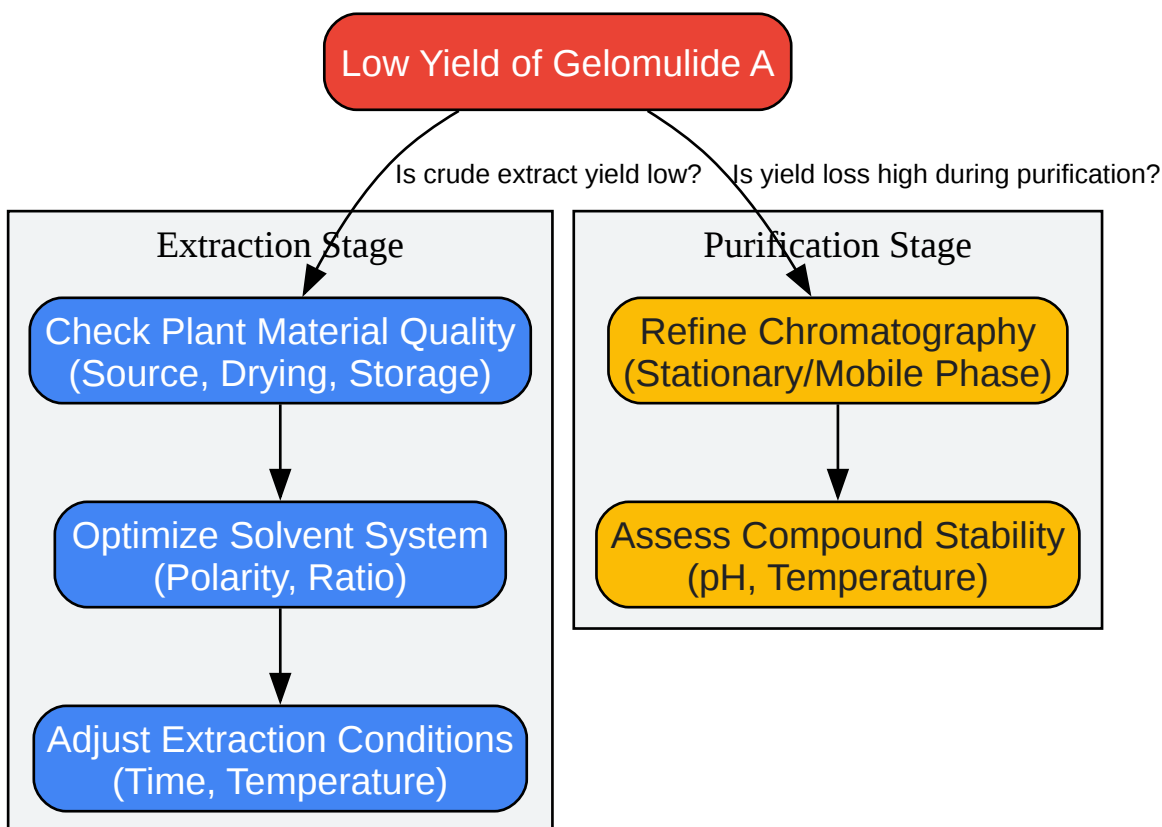 Low Yield of Gelomulide A
Is crude extract yield low?
Is yield loss high during purification?
Extraction Stage
Check Plant Material Quality
(Source, Drying, Storage)
Optimize Solvent System
(Polarity, Ratio)
Adjust Extraction Conditions
(Time, Temperature)
Purification Stage
Refine Chromatography
(Stationary/Mobile Phase)
Assess Compound Stability
(pH, Temperature)